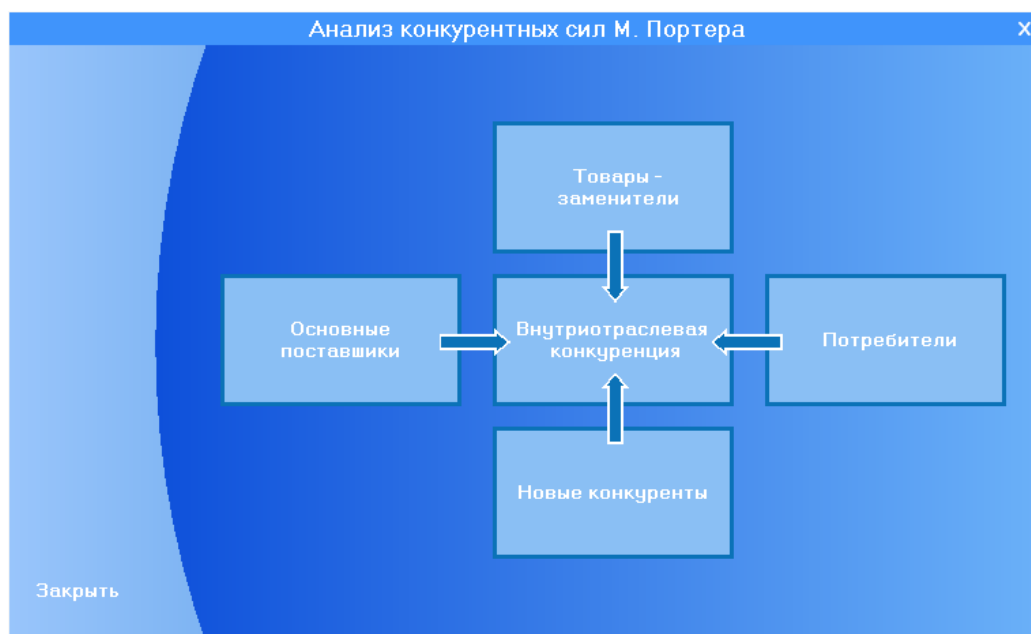 Анализ конкурентных сил М. Портера
X
Товары -
заменители
Основные
поставшики
Внутриотраслевая
конкуренция
Потребители
Новые конкуренты
Закрыть